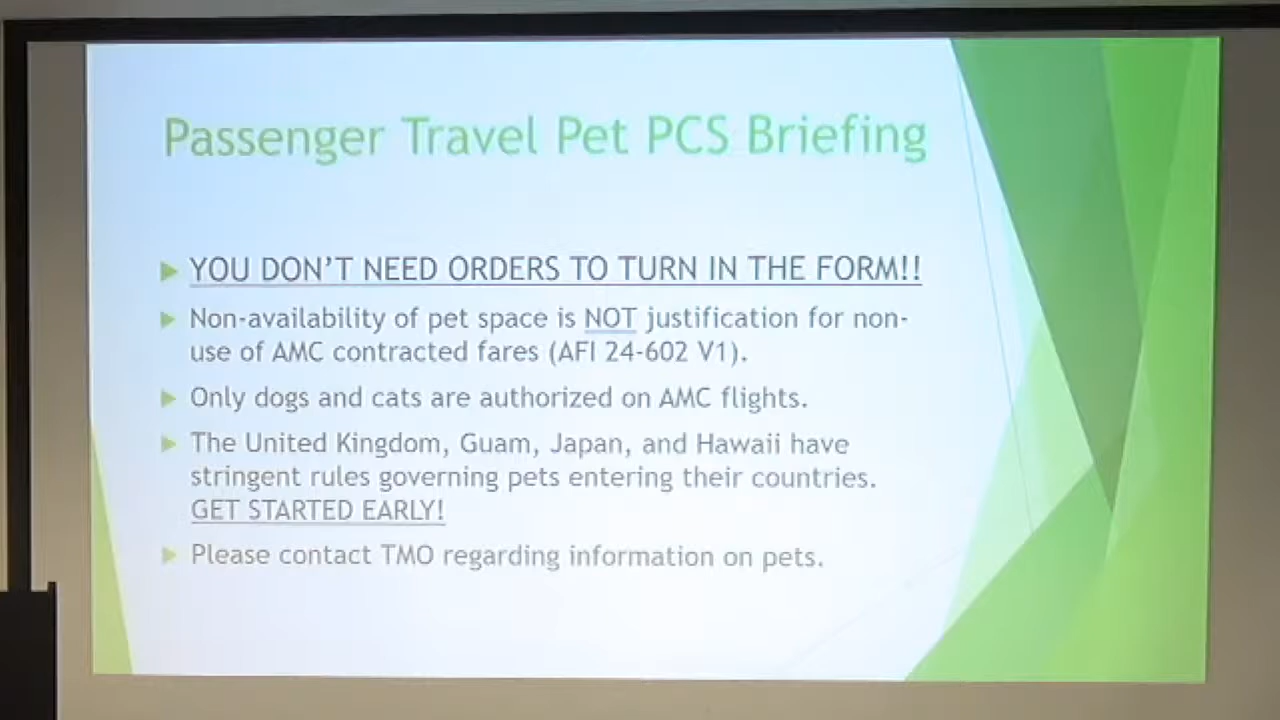 Passenger Travel Pet PCS Briefing
YOU DON'T NEED ORDERS TO TURN IN THE FORM!!
Non-availability of pet space is NOT justification for non-
use of AMC contracted fares (AFI 24-602 V1).
Only dogs and cats are authorized on AMC flights.
The United Kingdom, Guam, Japan, and Hawaii have
stringent rules governing pets entering their countries.
GET STARTED EARLY!
Please contact TMO regarding information on pets.